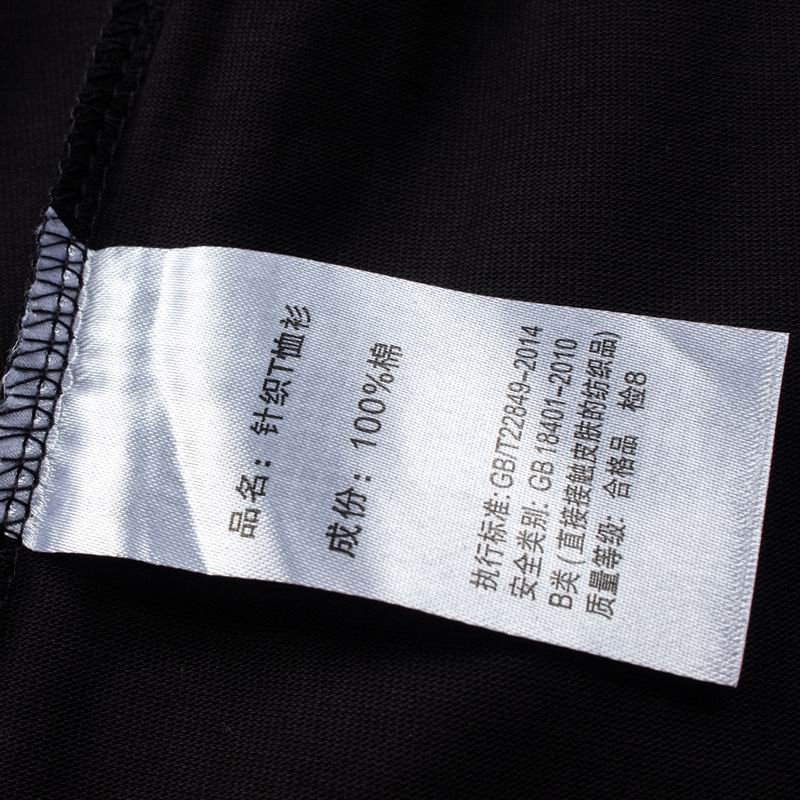 品名：针织T恤衫
成份：100%棉
执行标准：GB/T22849-2014
安全类别：GB 18401-2010
B类（直接接触皮肤的纺织品）
质量等级：合格品 检8